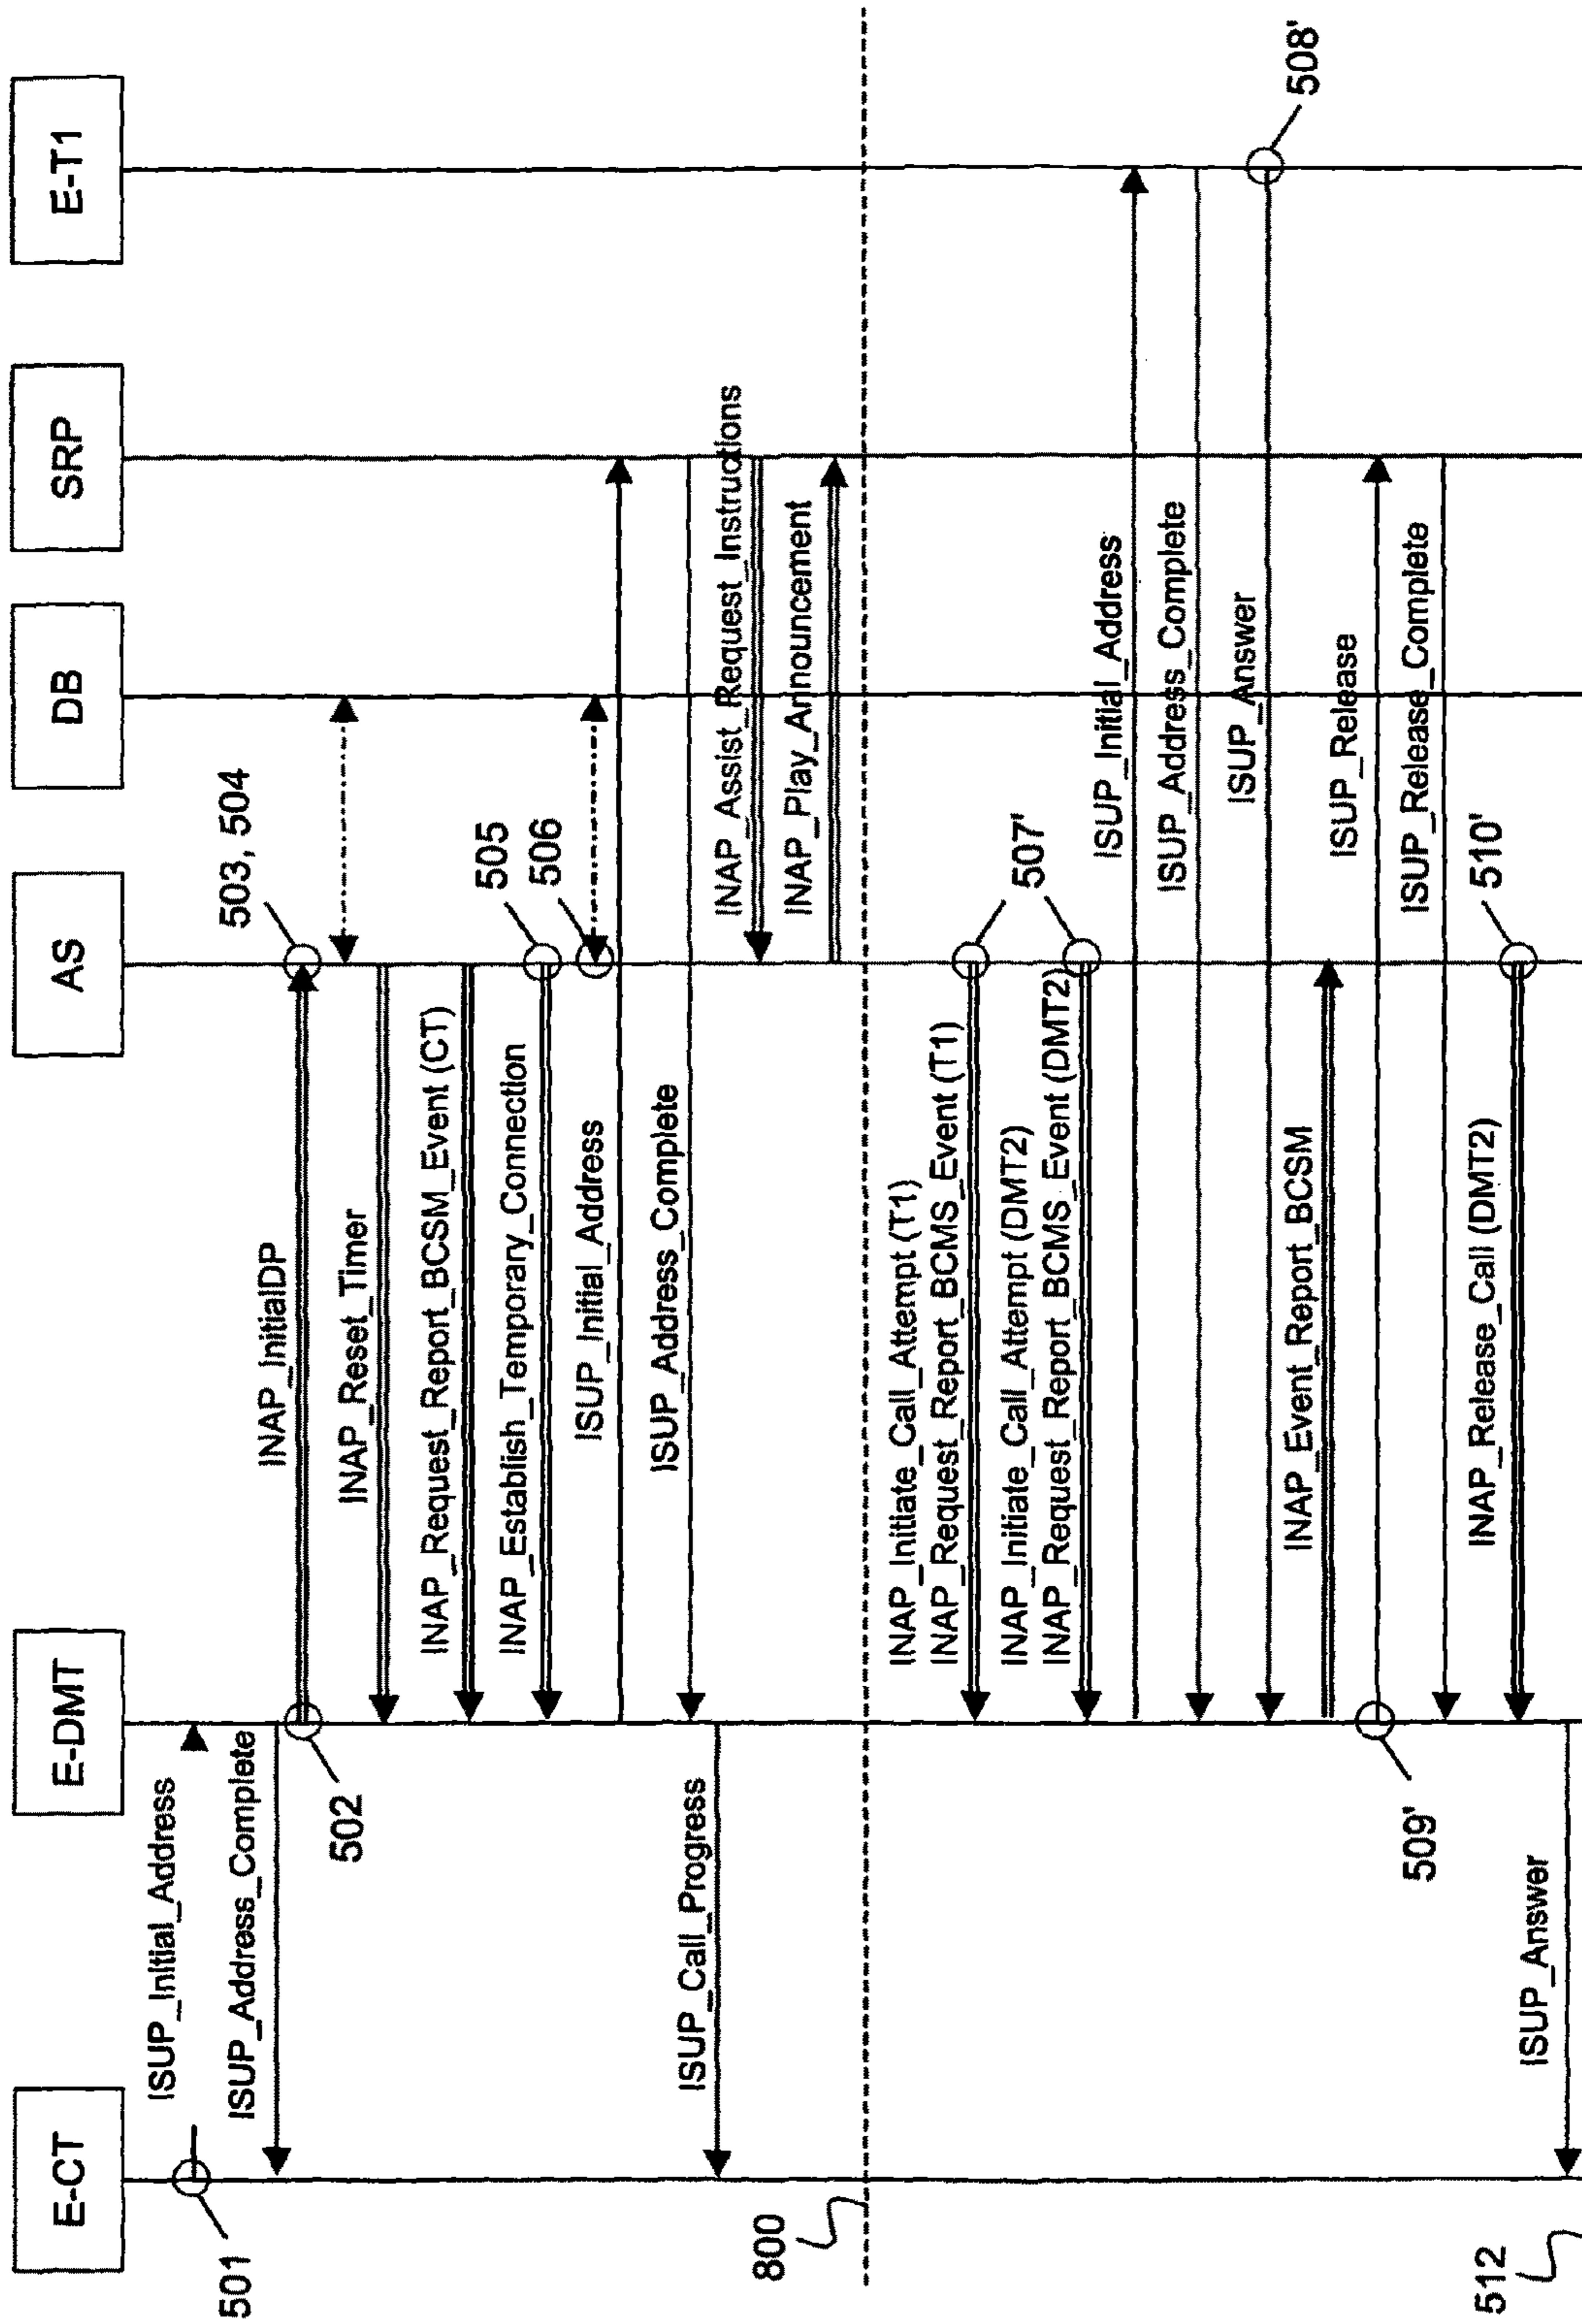 E-CT
E-DMT
AS
DB
SRP
E-T1
501
ISUP_Initial_Address
ISUP_Address_Complete
502
INAP_InitialDP
503, 504
INAP_Reset_Timer
INAP_Request_Report_BCSM_Event (CT)
INAP_Establish_Temporary_Connection
505
506
ISUP_Initial_Address
ISUP_Address_Complete
ISUP_Call_Progress
INAP_Assist_Request_Instructions
INAP_Play_Announcement
800
INAP_Initiate_Call_Attempt (T1)
INAP_Request_Report_BCMS_Event (T1)
507'
INAP_Initiate_Call_Attempt (DMT2)
INAP_Request_Report_BCMS_Event (DMT2)
ISUP_Initial_Address
ISUP_Address_Complete
ISUP_Answer
508'
INAP_Event_Report_BCSM
509'
ISUP_Release
ISUP_Release_Complete
INAP_Release_Call (DMT2)
510'
ISUP_Answer
512